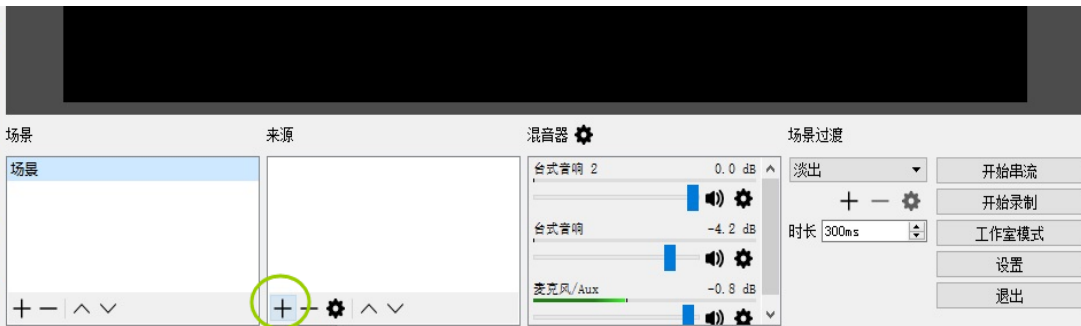 场景
来源
混音器
场景过渡
场景
台式音响 2 0.0 dB
台式音响 -4.2 dB
麦克风/Aux -0.8 dB
淡出
时长 300ms
开始串流
开始录制
工作室模式
设置
退出